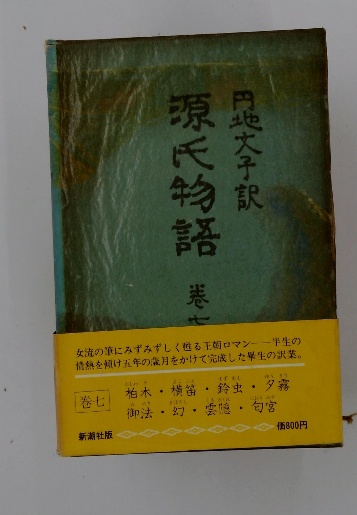 円地文子訳
源氏物語
巻七
女流の筆にみずみずしく甦る王朝ロマン——半生の
情熱を傾け五年の歳月をかけて完成した畢生の訳業。
巻七
柏木・横笛・鈴虫・夕霧
御法・幻・雲隠・匂宮
新潮社版
価800円